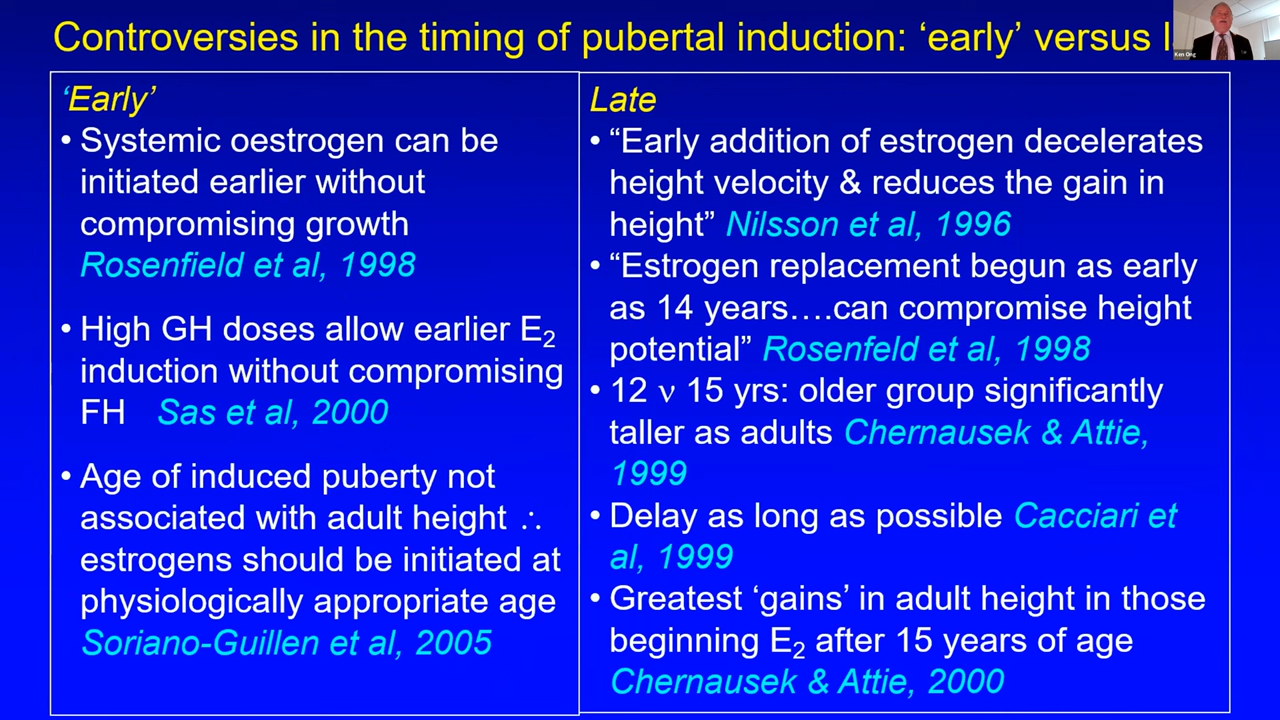 Controversies in the timing of pubertal induction: ‘early’ versus l
Ken Ong
‘Early’
• Systemic oestrogen can be
initiated earlier without
compromising growth
Rosenfield et al, 1998
• High GH doses allow earlier E₂
induction without compromising
FH Sas et al, 2000
• Age of induced puberty not
associated with adult height ∴
estrogens should be initiated at
physiologically appropriate age
Soriano-Guillen et al, 2005
Late
• “Early addition of estrogen decelerates
height velocity & reduces the gain in
height” Nilsson et al, 1996
• “Estrogen replacement begun as early
as 14 years….can compromise height
potential” Rosenfeld et al, 1998
• 12 ν 15 yrs: older group significantly
taller as adults Chernausek & Attie,
1999
• Delay as long as possible Cacciari et
al, 1999
• Greatest ‘gains’ in adult height in those
beginning E₂ after 15 years of age
Chernausek & Attie, 2000